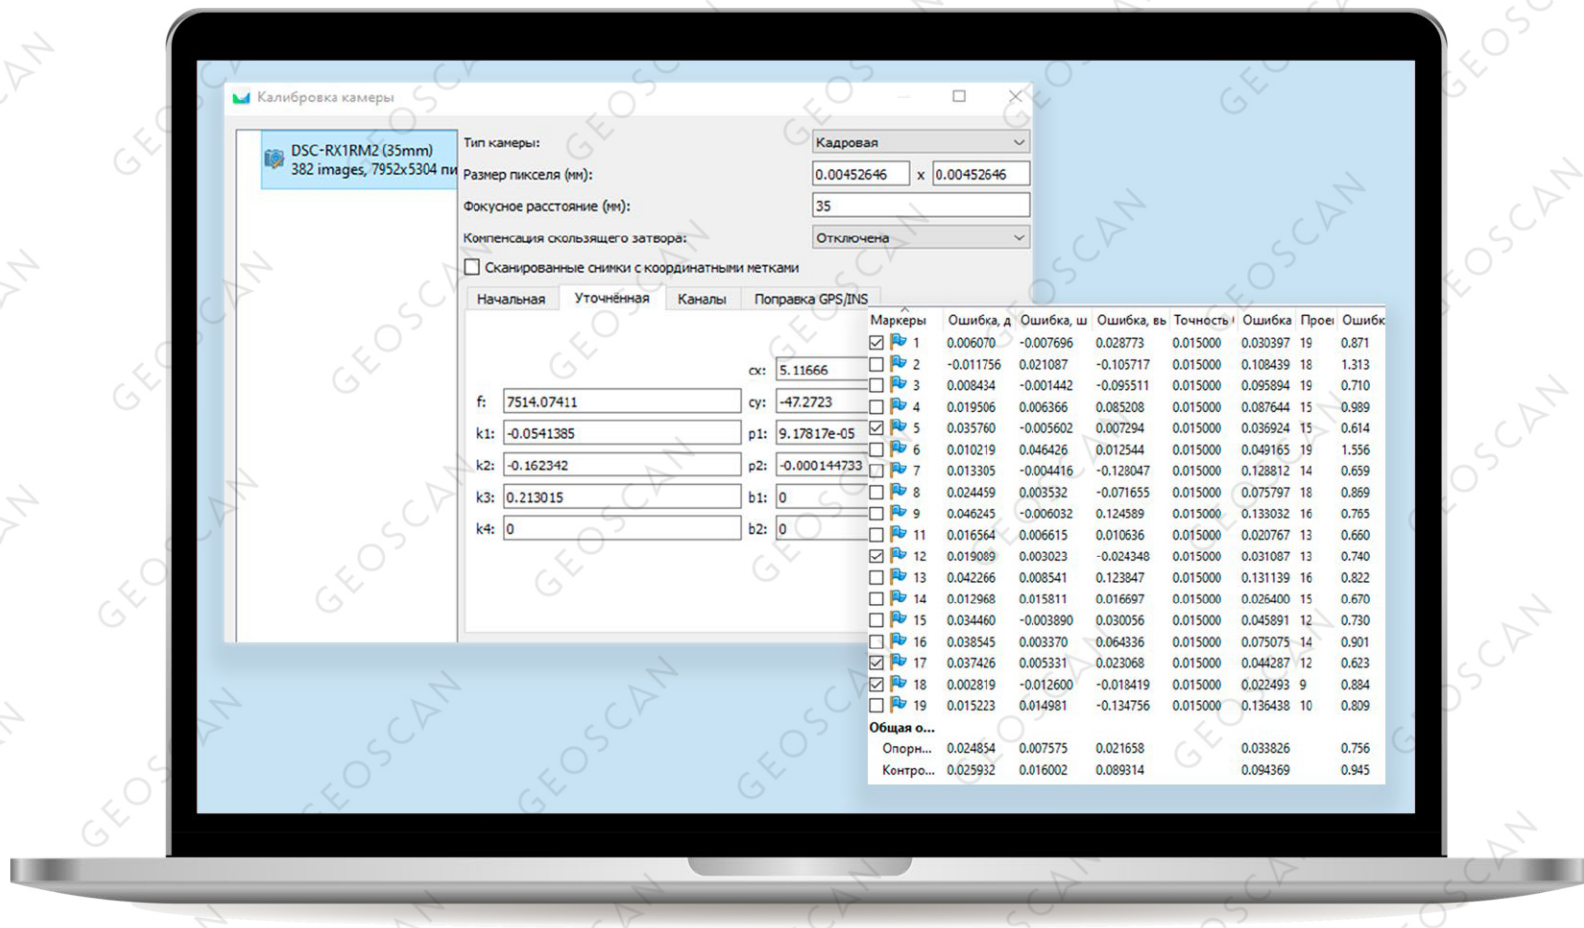 Калибровка камеры
DSC-RX1RM2 (35mm)
382 images, 7952x5304 пи
Тип камеры: Кадровая
Размер пикселя (мм): 0.00452646 x 0.00452646
Фокусное расстояние (мм): 35
Компенсация скользящего затвора: Отключена
Сканированные снимки с координатными метками
Начальная Уточнённая Каналы Поправка GPS/INS
cx: 5.11666
f: 7514.07411 cy: -47.2723
k1: -0.0541385 p1: 9.17817e-05
k2: -0.162342 p2: -0.000144733
k3: 0.213015 b1: 0
k4: 0 b2: 0
Маркеры Ошибка, д Ошибка, ш Ошибка, вь Точность Ошибка Прое Ошибк
1 0.006070 -0.007696 0.028773 0.015000 0.030397 19 0.871
2 -0.011756 0.021087 -0.105717 0.015000 0.108439 18 1.313
3 0.008434 -0.001442 -0.095511 0.015000 0.095894 19 0.710
4 0.019506 0.006366 0.085208 0.015000 0.087644 15 0.989
5 0.035760 -0.005602 0.007294 0.015000 0.036924 15 0.614
6 0.010219 0.046426 0.012544 0.015000 0.049165 19 1.556
7 0.013305 -0.004416 -0.128047 0.015000 0.128812 14 0.659
8 0.024459 0.003532 -0.071655 0.015000 0.075797 18 0.869
9 0.046245 -0.006032 0.124589 0.015000 0.133032 16 0.765
11 0.016564 0.006615 0.010636 0.015000 0.020767 13 0.660
12 0.019089 0.003023 -0.024348 0.015000 0.031087 13 0.740
13 0.042266 0.008541 0.123847 0.015000 0.131139 16 0.822
14 0.012968 0.015811 0.016697 0.015000 0.026400 15 0.670
15 0.034460 -0.003890 0.030056 0.015000 0.045891 12 0.730
16 0.038545 0.003370 0.064336 0.015000 0.075075 14 0.901
17 0.037426 0.005331 0.023068 0.015000 0.044287 12 0.623
18 0.002819 -0.012600 -0.018419 0.015000 0.022493 9 0.884
19 0.015223 0.014981 -0.134756 0.015000 0.136438 10 0.809
Общая о...
Опорн... 0.024854 0.007575 0.021658 0.033826 0.756
Контро... 0.025932 0.016002 0.089314 0.094369 0.945
GEOSCAN